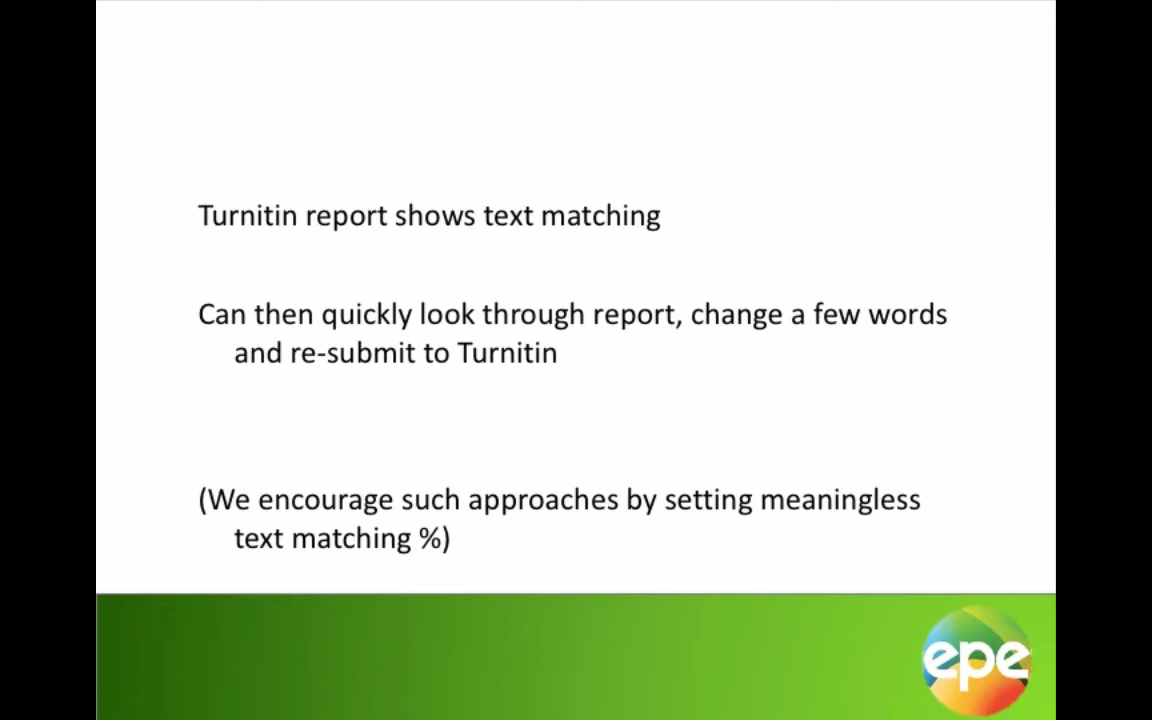 Turnitin report shows text matching
Can then quickly look through report, change a few words
and re-submit to Turnitin
(We encourage such approaches by setting meaningless
text matching %)
epe